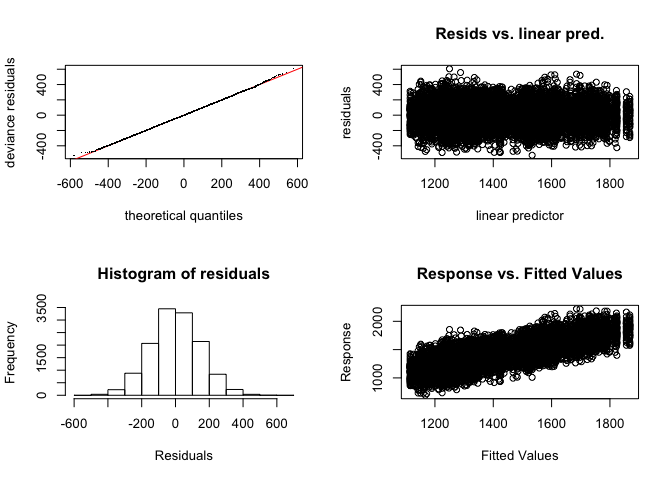 deviance residuals
400
0
-400
-600 -400 -200 0 200 400 600
theoretical quantiles
Resids vs. linear pred.
residuals
400
0
-400
1200 1400 1600 1800
linear predictor
Histogram of residuals
Frequency
3500
1500
0
-600 -400 -200 0 200 400 600
Residuals
Response vs. Fitted Values
Response
2000
1000
1200 1400 1600 1800
Fitted Values